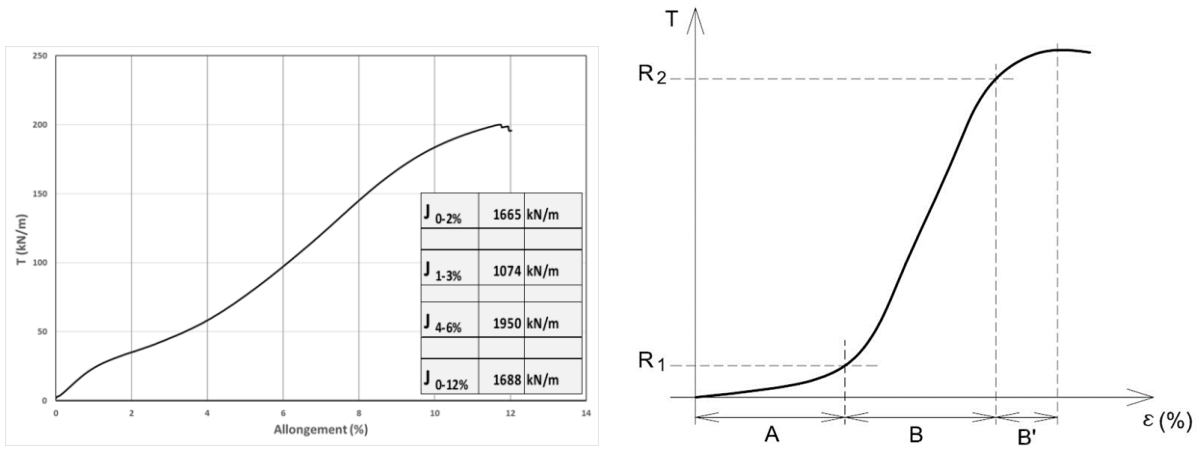 250
200
150
100
50
0
T (kN/m)
0 2 4 6 8 10 12 14
Allongement (%)
J 0-2% 1665 kN/m
J 1-3% 1074 kN/m
J 4-6% 1950 kN/m
J 0-12% 1688 kN/m
T
R2
R1
A B B'
ε (%)